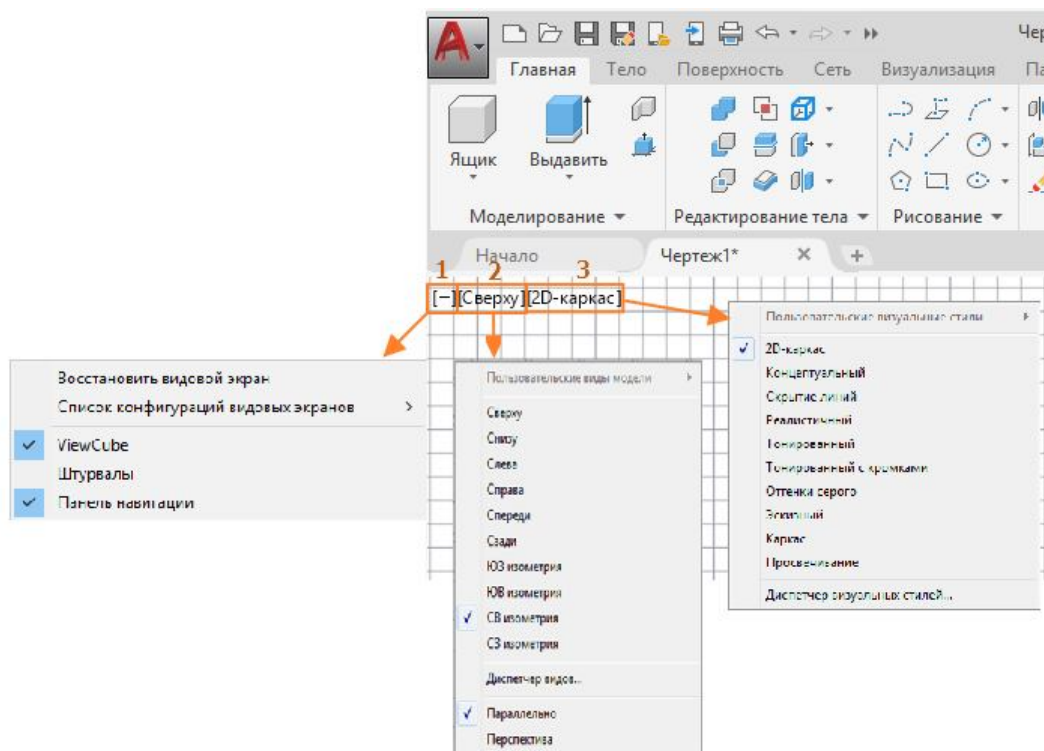 Чер
Главная Тело Поверхность Сеть Визуализация Па
Ящик Выдавить
Моделирование Редактирование тела Рисование
Начало Чертеж1*
1 2 3
[−][Сверху][2D-каркас]
Восстановить видовой экран
Список конфигураций видовых экранов
ViewCube
Штурвалы
Панель навигации
Пользовательские виды модели
Сверху
Снизу
Слева
Справа
Спереди
Сзади
ЮЗ изометрия
ЮВ изометрия
СВ изометрия
СЗ изометрия
Диспетчер видов...
Параллельно
Перспектива
Пользовательские визуальные стили
2D-каркас
Концептуальный
Скрытие линий
Реалистичный
Тонированный
Тонированный с кромками
Оттенки серого
Эскизный
Каркас
Просвечивание
Диспетчер визуальных стилей...